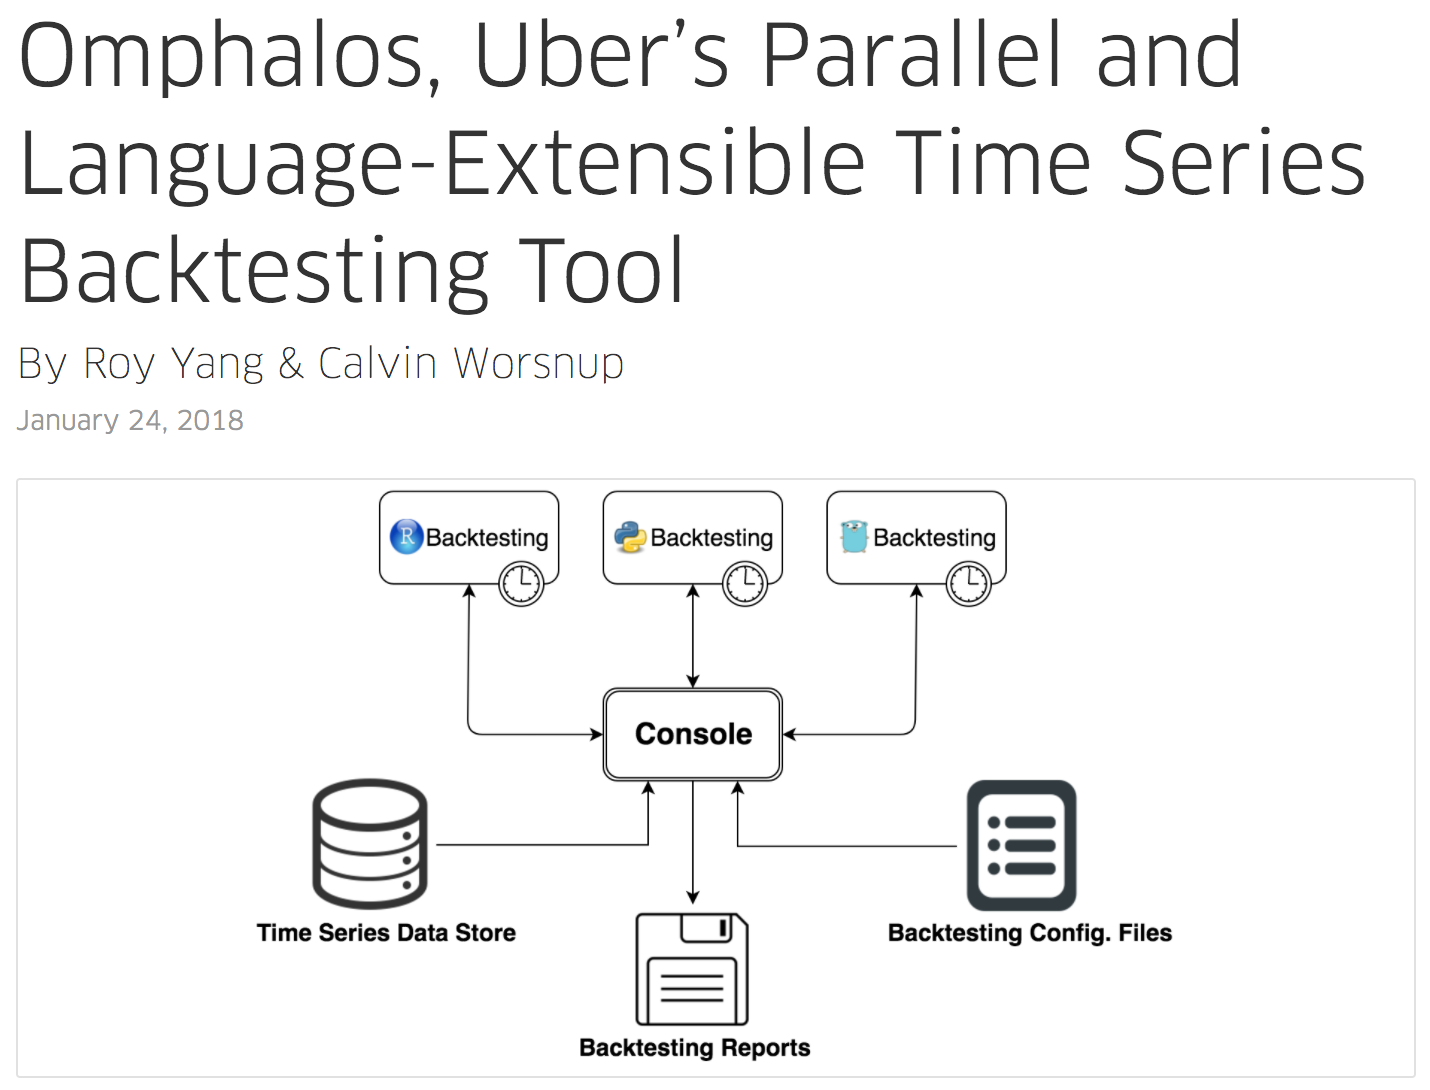 Omphalos, Uber’s Parallel and
Language-Extensible Time Series
Backtesting Tool
By Roy Yang & Calvin Worsnup
January 24, 2018
R Backtesting
Backtesting
Backtesting
Console
Time Series Data Store
Backtesting Config. Files
Backtesting Reports